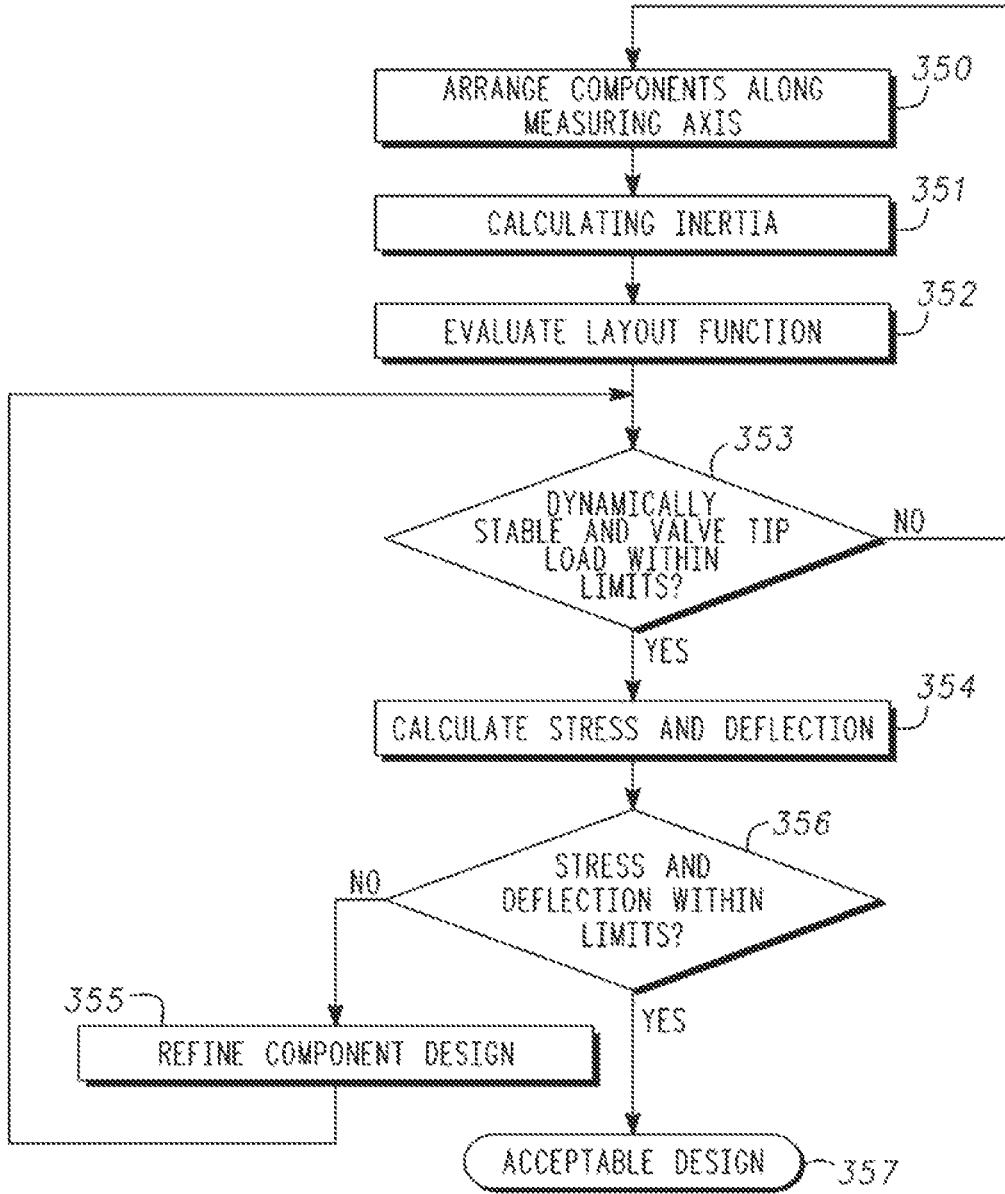 350
ARRANGE COMPONENTS ALONG
MEASURING AXIS
351
CALCULATING INERTIA
352
EVALUATE LAYOUT FUNCTION
353
DYNAMICALLY
STABLE AND VALVE TIP
LOAD WITHIN
LIMITS?
NO
YES
354
CALCULATE STRESS AND DEFLECTION
356
STRESS AND
DEFLECTION WITHIN
LIMITS?
NO
YES
355
REFINE COMPONENT DESIGN
ACCEPTABLE DESIGN
357